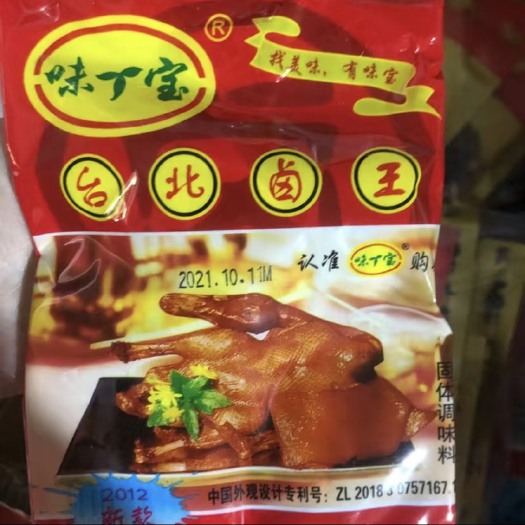 味丁宝®
找美味，有味宝
台北卤王
2021.10.11M
认准 味丁宝® 购
固体调味料
2012
新款
中国外观设计专利号：ZL 2018 3 0757167.